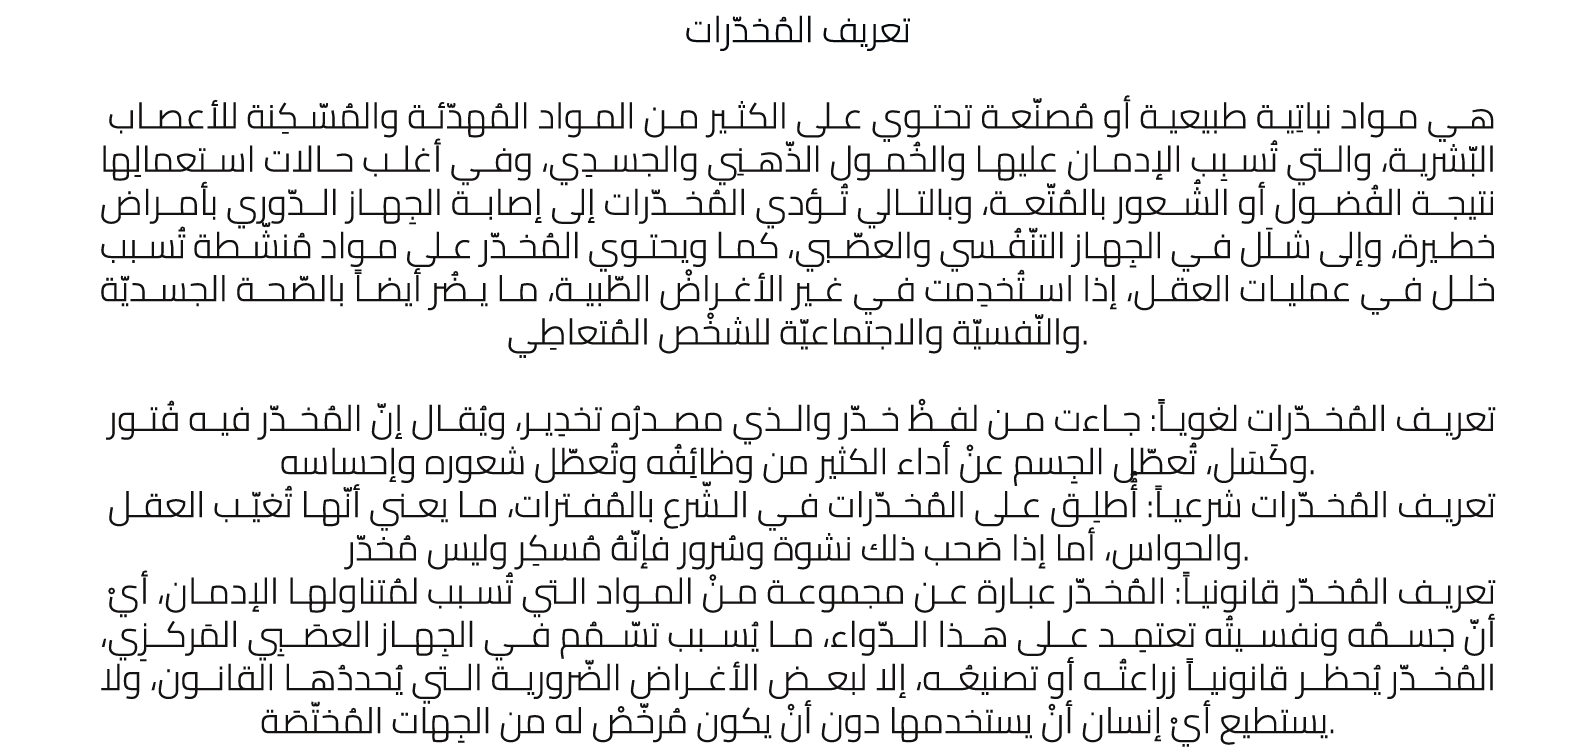 تعريف المُخدّرات
هي مواد نباتِية طبيعية أو مُصنّعة تحتوي على الكثير من المواد المُهدّئة والمُسّكِنة للأعصاب
البّشرية، والتي تُسبِب الإدمان عليها والخُمول الذّهنِي والجسدِي، وفي أغلب حالات استعمالِها
نتيجة الفُضول أو الشُعور بالمُتّعة، وبالتالي تُؤدي المُخدّرات إلى إصابة الجِهاز الدّوري بأمراض
خطيرة، وإلى شلَل في الجِهاز التنّفُسي والعصّبي، كما ويحتوي المُخدّر على مواد مُنشّطة تُسبب
خلل في عمليات العقل، إذا استُخدِمت في غير الأغراضْ الطّبية، ما يضُر أيضاً بالصّحة الجسديّة
والنّفسيّة والاجتماعيّة للشخْص المُتعاطِي.
تعريف المُخدّرات لغوياً: جاءت من لفظْ خدّر والذي مصدرُه تخدِير، ويُقال إنّ المُخدّر فيه فُتور
وكَسَل، تُعطّل الجِسم عنْ أداء الكثير من وظائِفُه وتُعطّل شعوره وإحساسه.
تعريف المُخدّرات شرعياً: أُطلِق على المُخدّرات في الشّرع بالمُفترات، ما يعني أنّها تُغيّب العقل
والحواس، أما إذا صَحب ذلك نشوة وسُرور فإنّهُ مُسكِر وليس مُخدّر.
تعريف المُخدّر قانونياً: المُخدّر عبارة عن مجموعة منْ المواد التي تُسبب لمُتناولها الإدمان، أيْ
أنّ جسمُه ونفسيتُه تعتمِد على هذا الدّواء، ما يُسبب تسّمُم في الجِهاز العصَبِي المَركزِي،
المُخدّر يُحظر قانونياً زراعتُه أو تصنيعُه، إلا لبعض الأغراض الضّرورية التي يُحددُها القانون، ولا
يستطيع أيْ إنسان أنْ يستخدمها دون أنْ يكون مُرخّصْ له من الجِهات المُختّصَة.